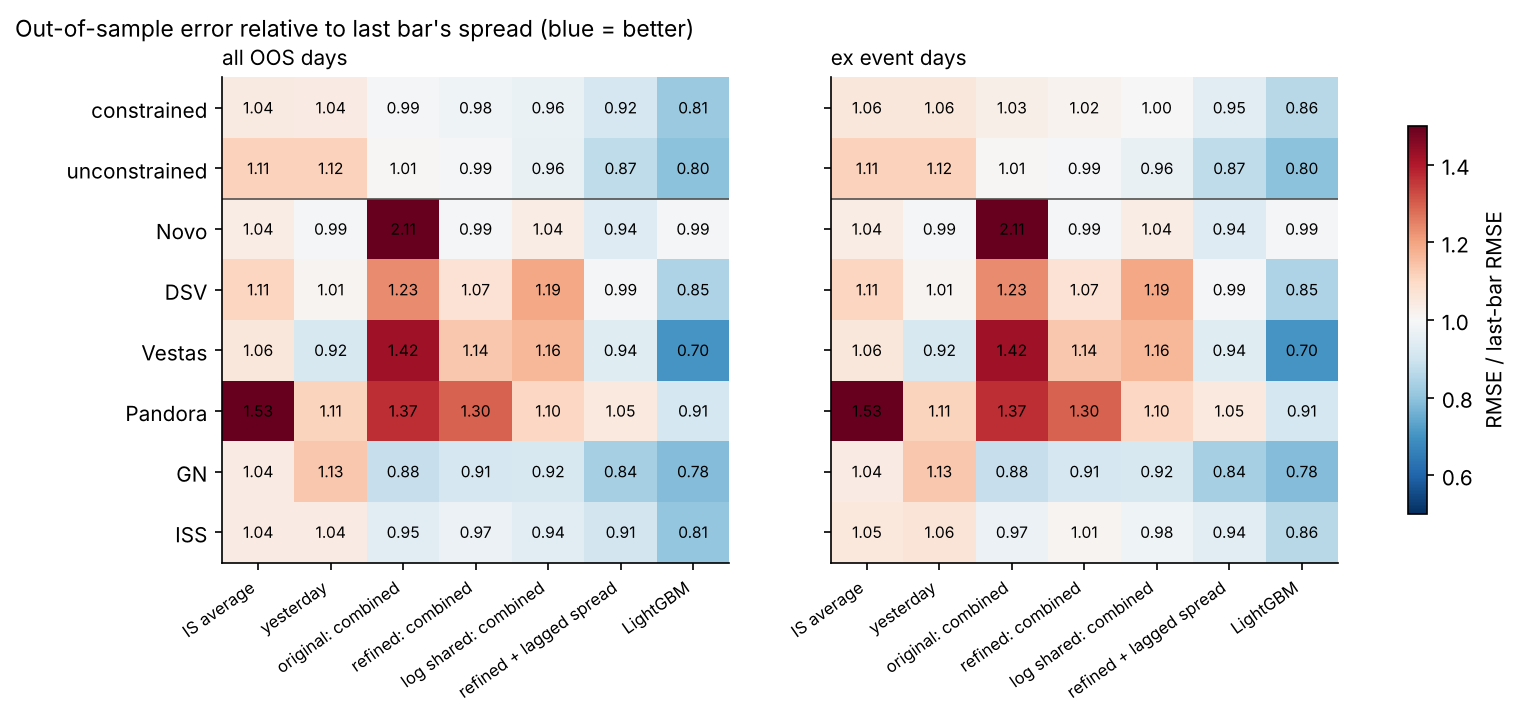 Out-of-sample error relative to last bar's spread (blue = better)
all OOS days
ex event days
constrained 1.04 1.04 0.99 0.98 0.96 0.92 0.81 1.06 1.06 1.03 1.02 1.00 0.95 0.86
unconstrained 1.11 1.12 1.01 0.99 0.96 0.87 0.80 1.11 1.12 1.01 0.99 0.96 0.87 0.80
Novo 1.04 0.99 2.11 0.99 1.04 0.94 0.99 1.04 0.99 2.11 0.99 1.04 0.94 0.99
DSV 1.11 1.01 1.23 1.07 1.19 0.99 0.85 1.11 1.01 1.23 1.07 1.19 0.99 0.85
Vestas 1.06 0.92 1.42 1.14 1.16 0.94 0.70 1.06 0.92 1.42 1.14 1.16 0.94 0.70
Pandora 1.53 1.11 1.37 1.30 1.10 1.05 0.91 1.53 1.11 1.37 1.30 1.10 1.05 0.91
GN 1.04 1.13 0.88 0.91 0.92 0.84 0.78 1.04 1.13 0.88 0.91 0.92 0.84 0.78
ISS 1.04 1.04 0.95 0.97 0.94 0.91 0.81 1.05 1.06 0.97 1.01 0.98 0.94 0.86
IS average
yesterday
original: combined
refined: combined
log shared: combined
refined + lagged spread
LightGBM
IS average
yesterday
original: combined
refined: combined
log shared: combined
refined + lagged spread
LightGBM
1.4
1.2
1.0
0.8
0.6
RMSE / last-bar RMSE